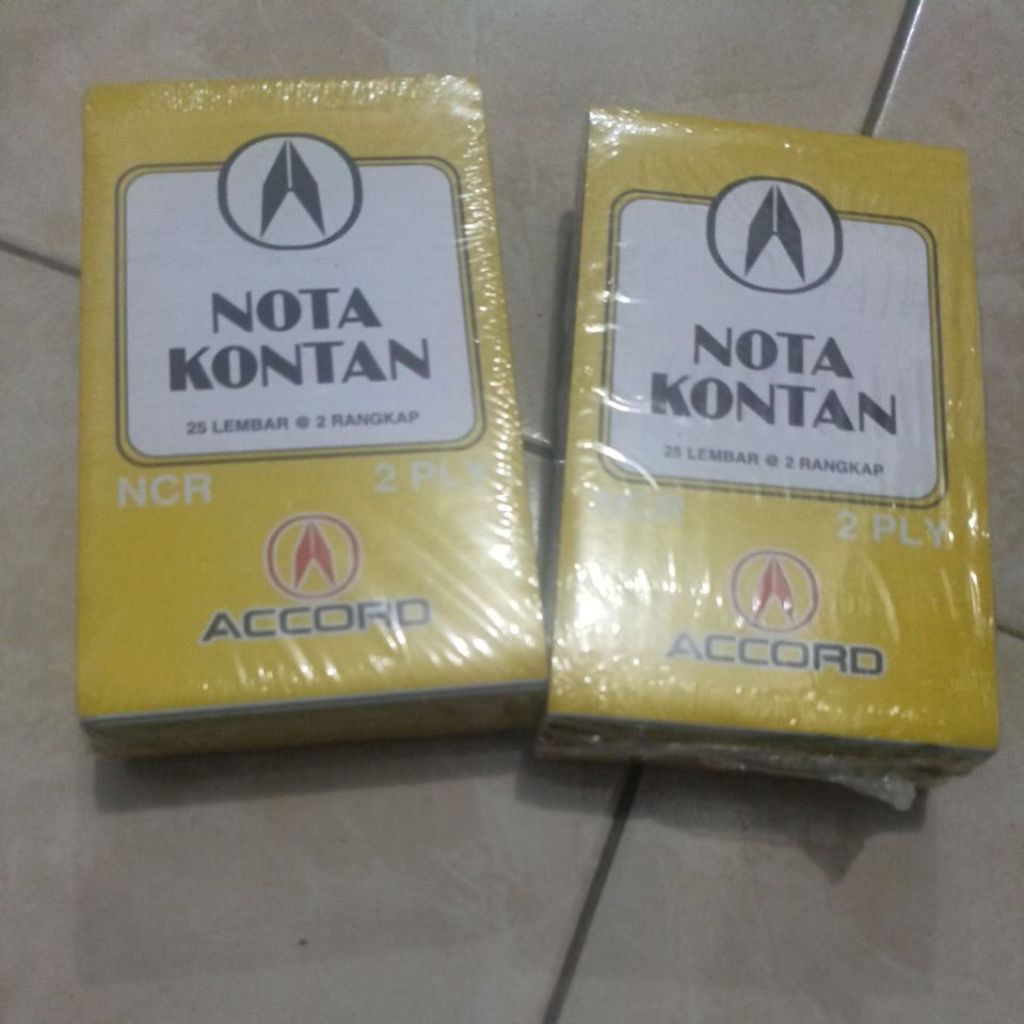 NOTA
KONTAN
25 LEMBAR @ 2 RANGKAP
NCR 2 PLY
ACCORD
NOTA
KONTAN
25 LEMBAR @ 2 RANGKAP
NCR 2 PLY
ACCORD